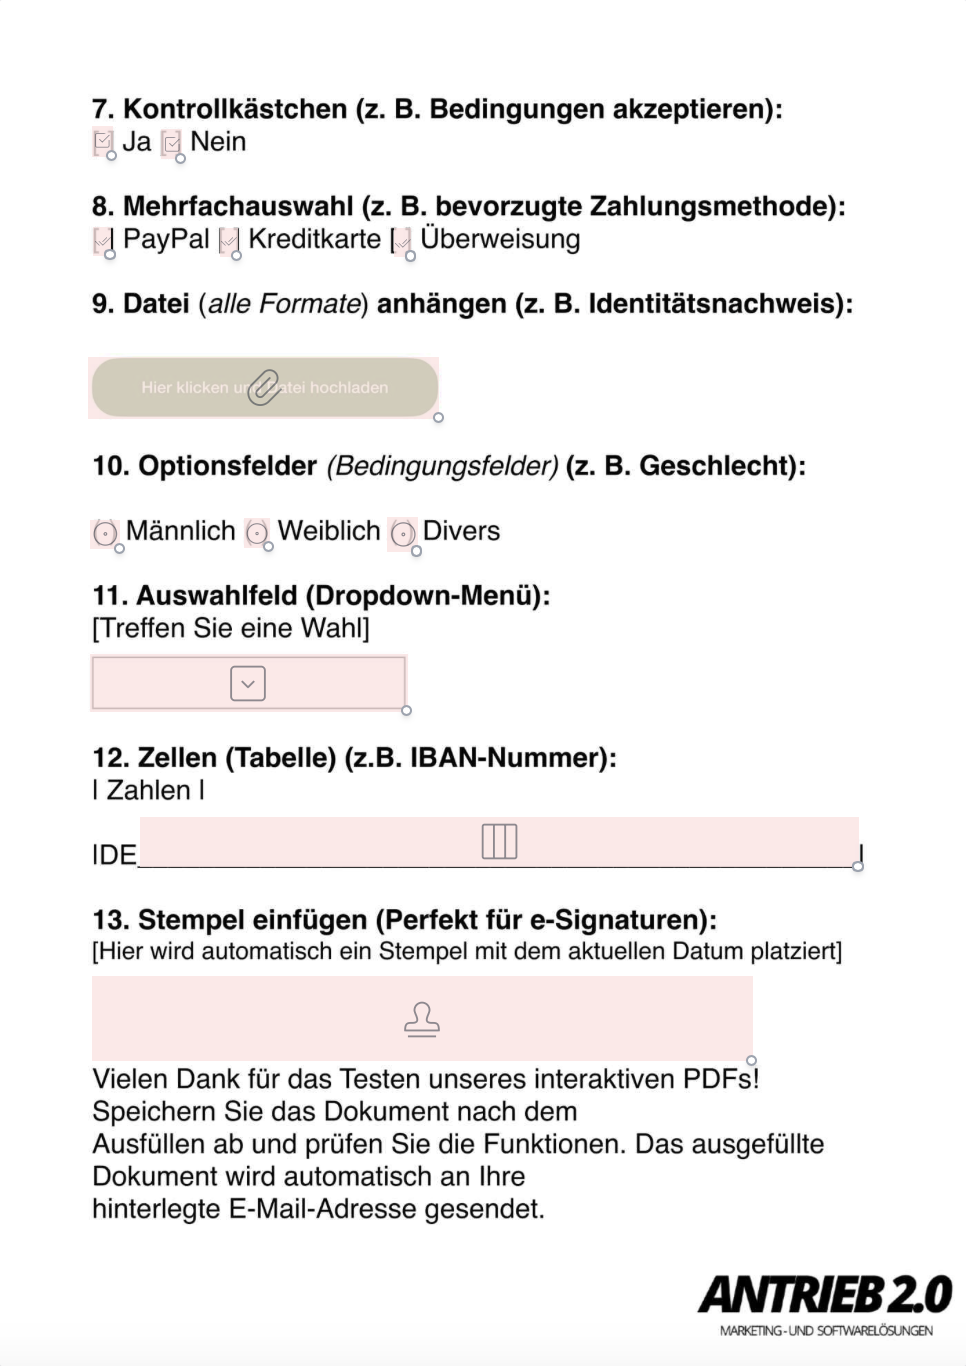 7. Kontrollkästchen (z. B. Bedingungen akzeptieren):
Ja Nein
8. Mehrfachauswahl (z. B. bevorzugte Zahlungsmethode):
PayPal Kreditkarte [ Überweisung
9. Datei (alle Formate) anhängen (z. B. Identitätsnachweis):
Hier klicken und Datei hochladen
10. Optionsfelder (Bedingungsfelder) (z. B. Geschlecht):
Männlich Weiblich Divers
11. Auswahlfeld (Dropdown-Menü):
[Treffen Sie eine Wahl]
12. Zellen (Tabelle) (z.B. IBAN-Nummer):
| Zahlen |
|DE_______________________________________________|
13. Stempel einfügen (Perfekt für e-Signaturen):
[Hier wird automatisch ein Stempel mit dem aktuellen Datum platziert]
Vielen Dank für das Testen unseres interaktiven PDFs!
Speichern Sie das Dokument nach dem
Ausfüllen ab und prüfen Sie die Funktionen. Das ausgefüllte
Dokument wird automatisch an Ihre
hinterlegte E-Mail-Adresse gesendet.
ANTRIEB 2.0
MARKETING - UND SOFTWARELÖSUNGEN